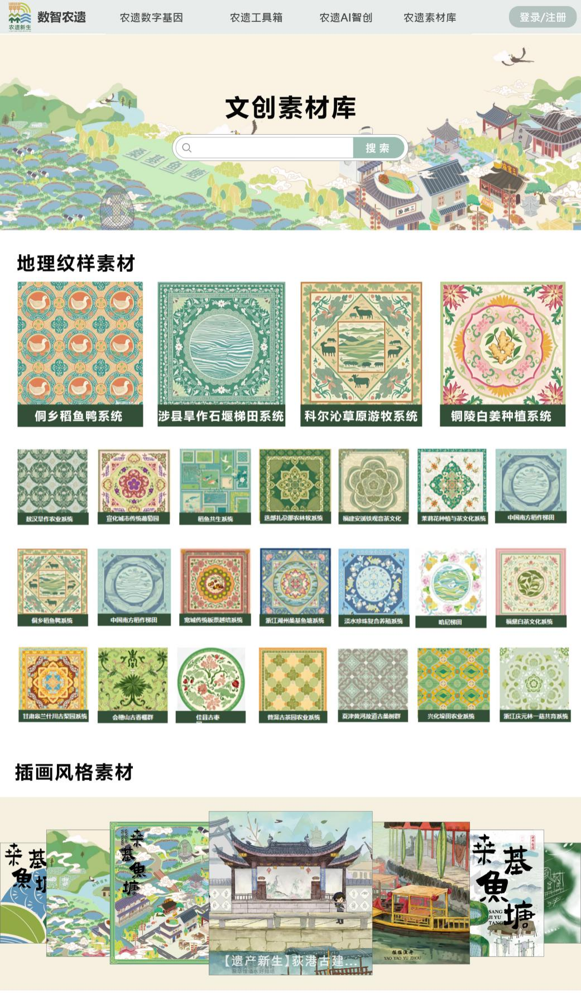 农遗新生
数智农遗
农遗数字基因
农遗工具箱
农遗AI智创
农遗素材库
登录/注册
文创素材库
搜索
桑基鱼塘
三碗面
地理纹样素材
侗乡稻鱼鸭系统
涉县旱作石堰梯田系统
科尔沁草原游牧系统
铜陵白姜种植系统
敖汉旱作农业系统
宣化城市传统葡萄园
稻鱼共生系统
迭部扎尕那农林牧系统
福建安溪铁观音茶文化
茉莉花种植与茶文化系统
中国南方稻作梯田
侗乡稻鱼鸭系统
中国南方稻作梯田
宽城传统板栗越培系统
浙江湖州桑基鱼塘系统
淡水珍珠复合养殖系统
哈尼梯田
福鼎白茶文化系统
甘肃皋兰什川古梨园系统
会稽山古香榧群
佳县古枣
普洱古茶园农业系统
夏津黄河故道古桑树群
兴化垛田农业系统
浙江庆元林一菇共育系统
插画风格素材
桑基魚塘
桑基魚塘
【遗产新生】荻港古建...
摇摇渔舟
YAO YAO YU ZHOU
桑基魚塘
SANG
JI YU
TANG